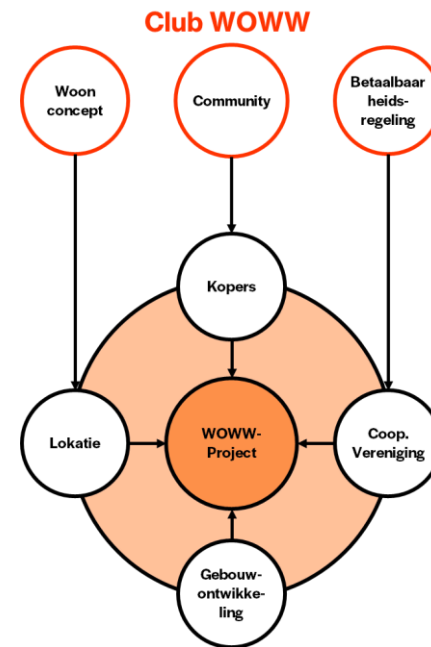 Club WOWW
Woon
concept
Community
Betaalbaar
heids-
regeling
Kopers
Lokatie
WOWW-
Project
Coop.
Vereniging
Gebouw-
ontwikke-
ling